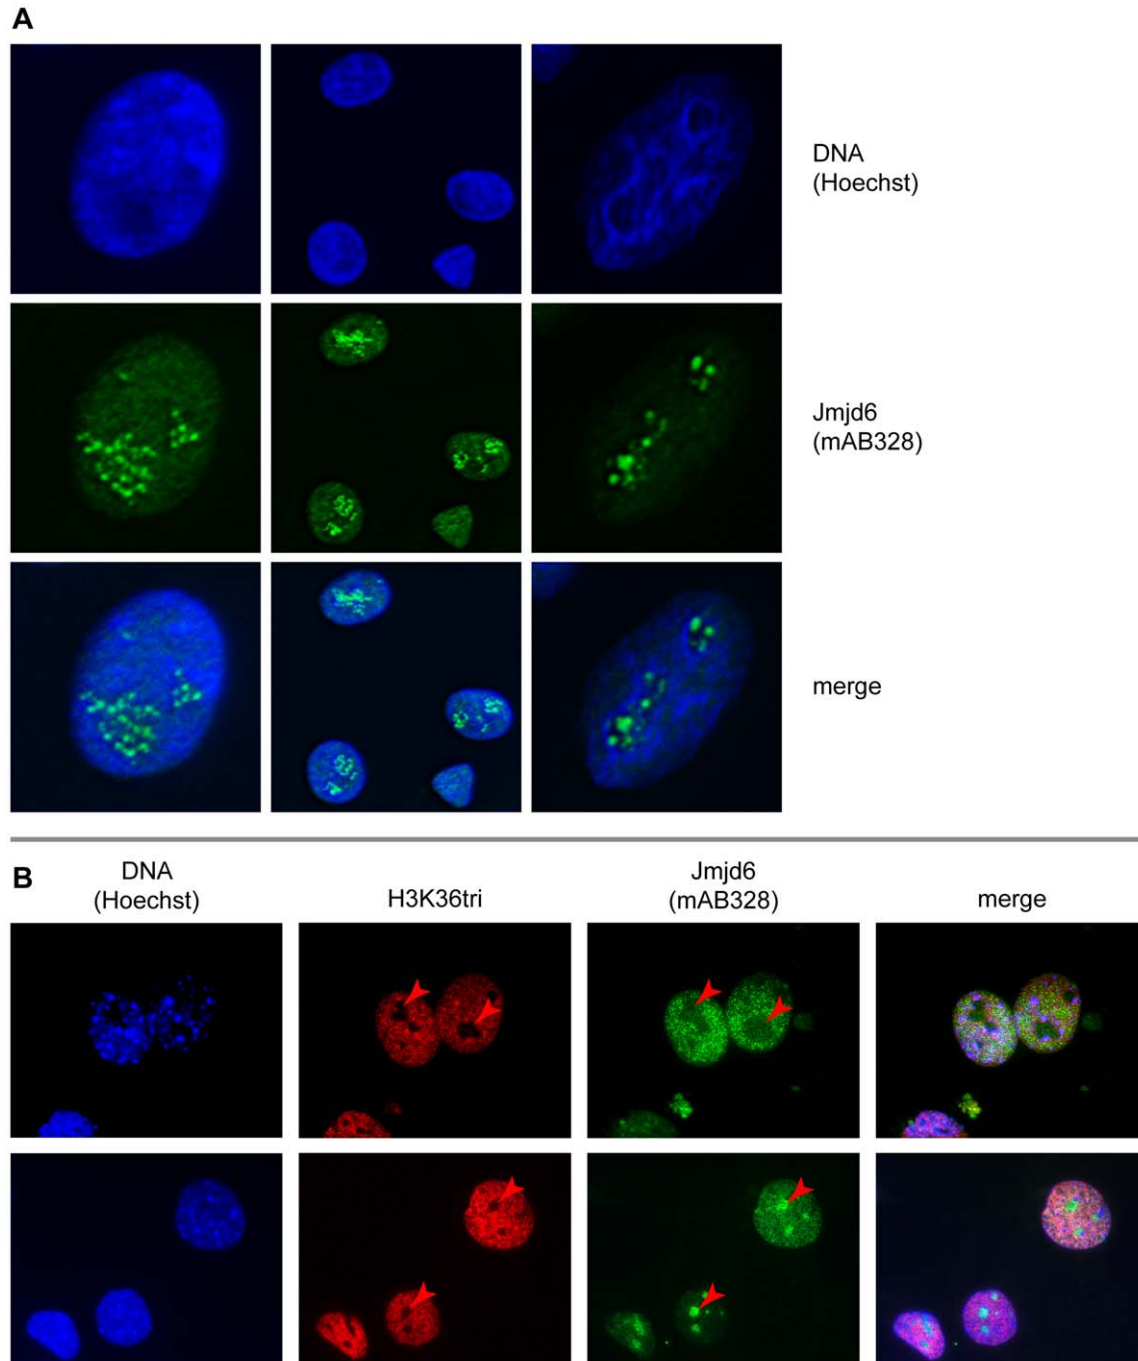 A
DNA
(Hoechst)
Jmjd6
(mAB328)
merge
B
DNA
(Hoechst)
H3K36tri
Jmjd6
(mAB328)
merge